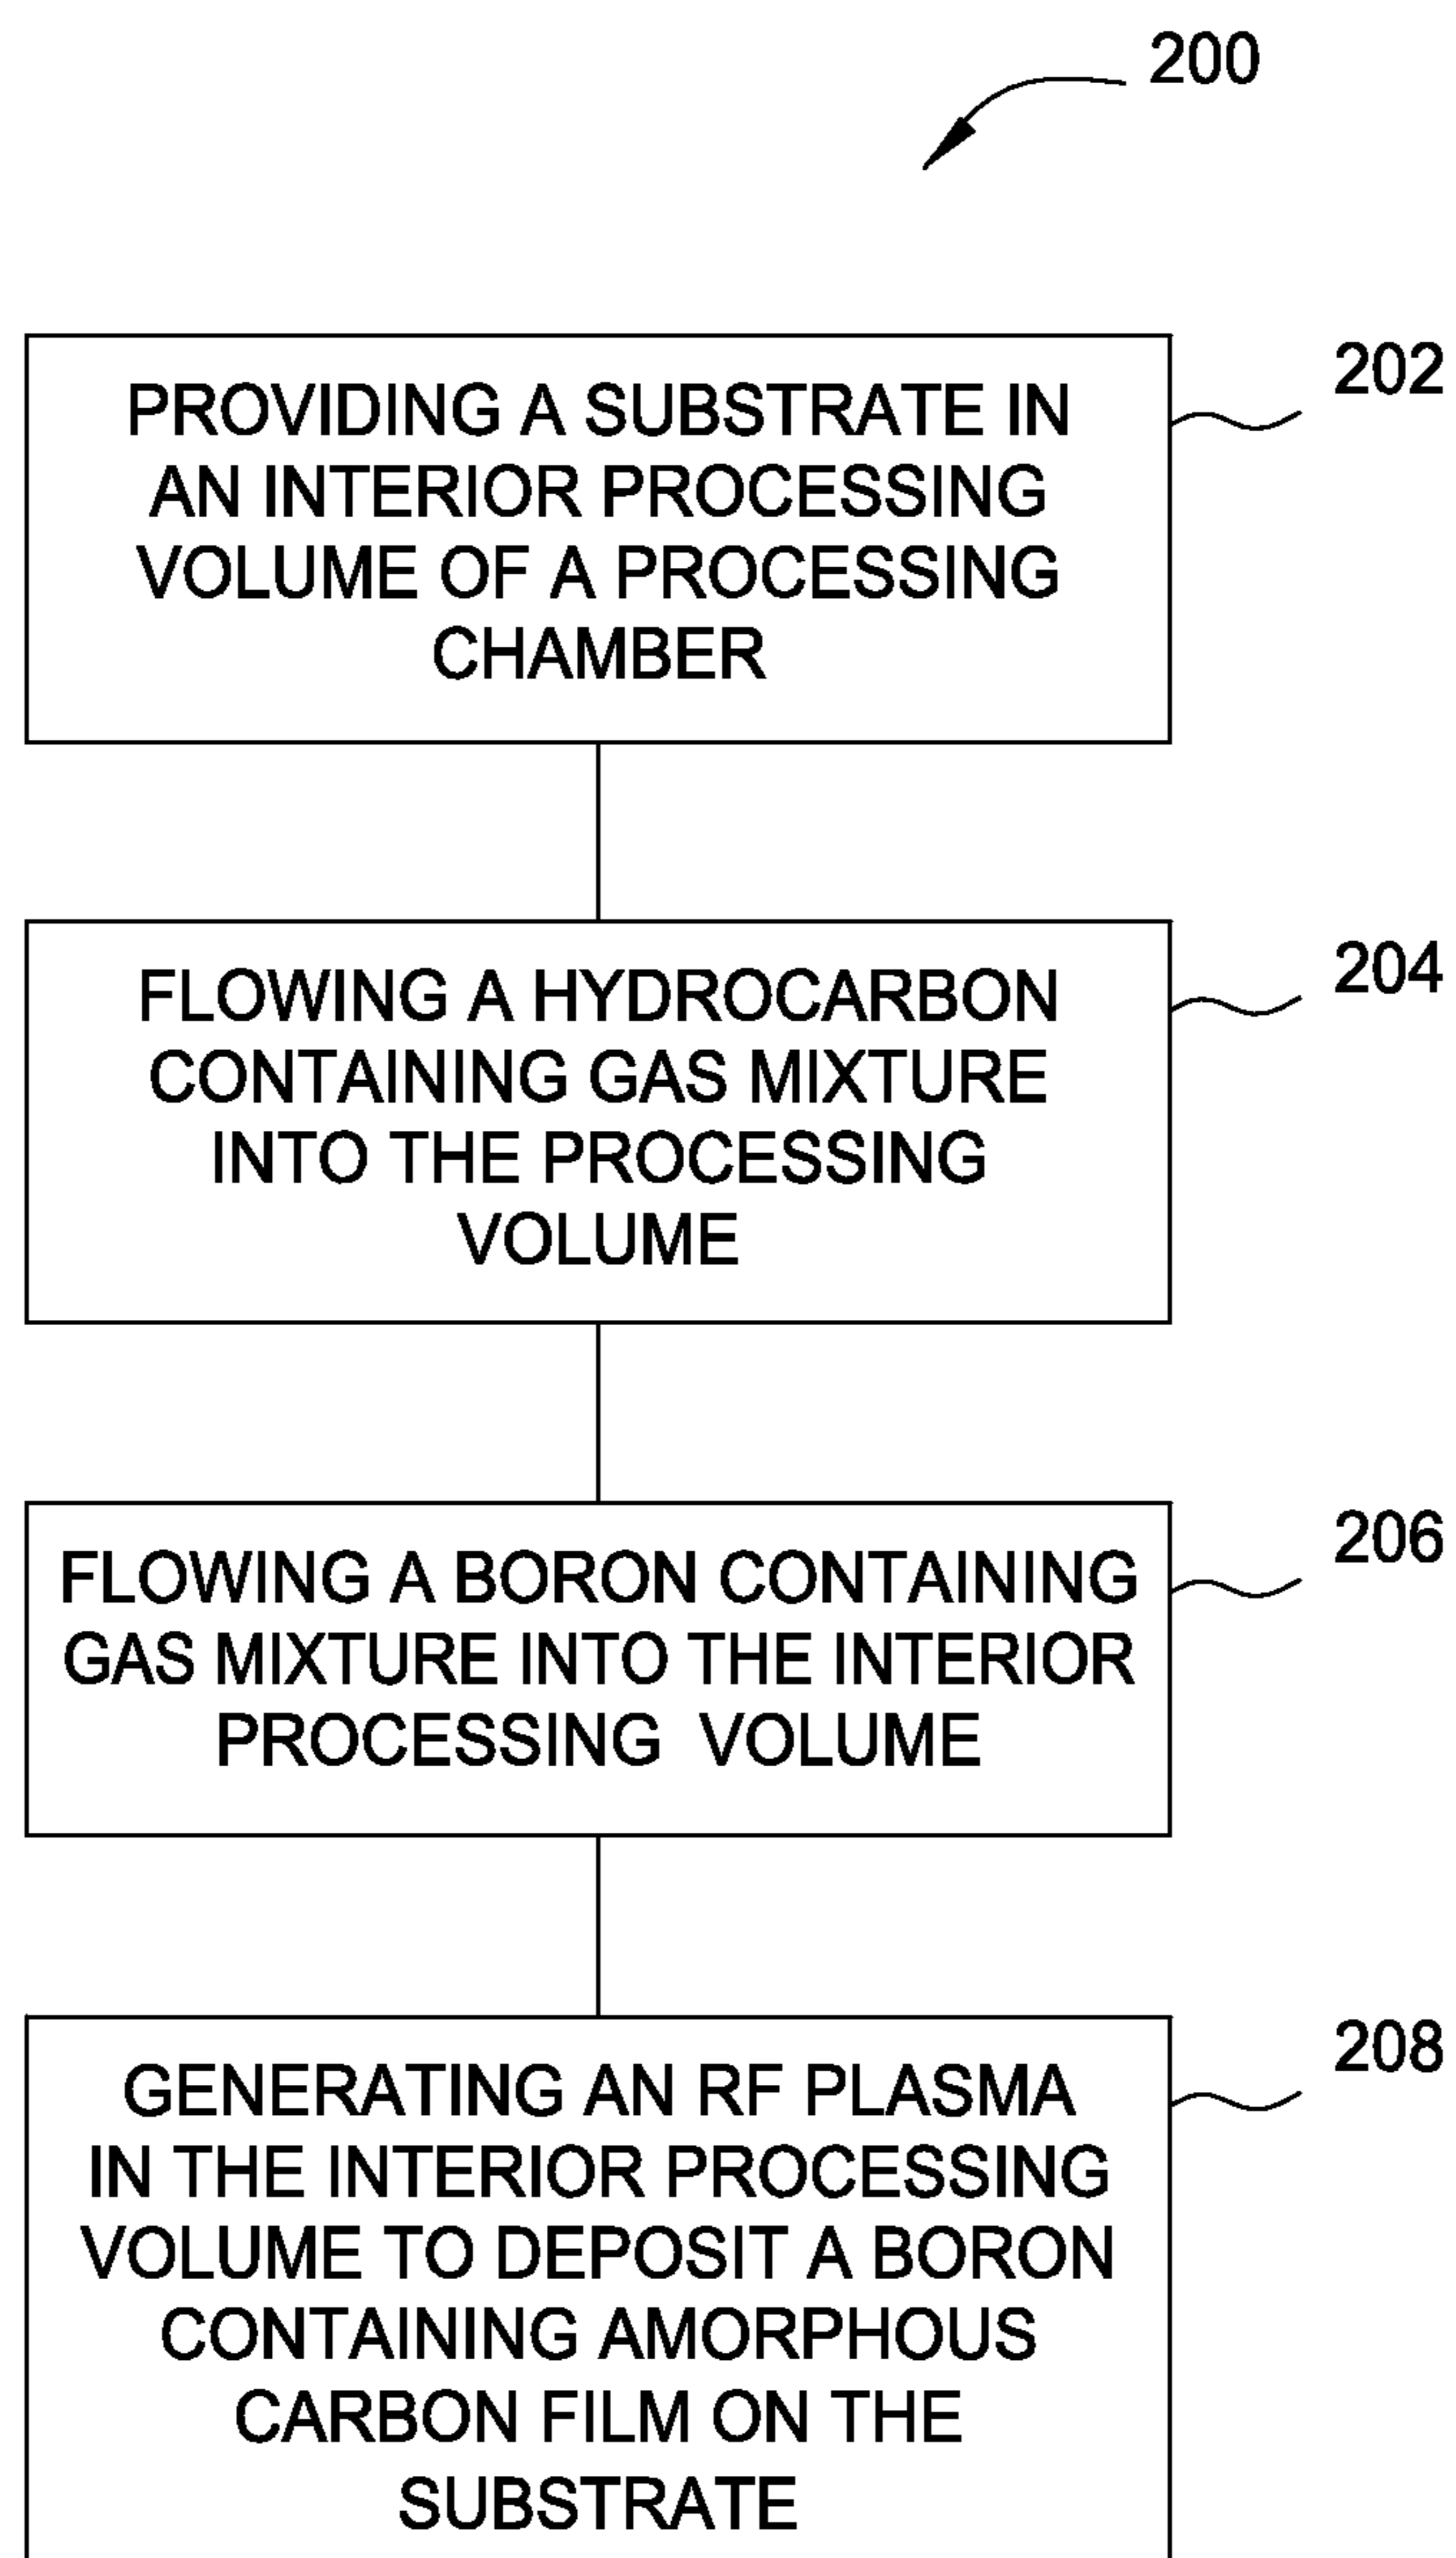 200
PROVIDING A SUBSTRATE IN
AN INTERIOR PROCESSING
VOLUME OF A PROCESSING
CHAMBER
202
FLOWING A HYDROCARBON
CONTAINING GAS MIXTURE
INTO THE PROCESSING
VOLUME
204
FLOWING A BORON CONTAINING
GAS MIXTURE INTO THE INTERIOR
PROCESSING VOLUME
206
GENERATING AN RF PLASMA
IN THE INTERIOR PROCESSING
VOLUME TO DEPOSIT A BORON
CONTAINING AMORPHOUS
CARBON FILM ON THE
SUBSTRATE
208